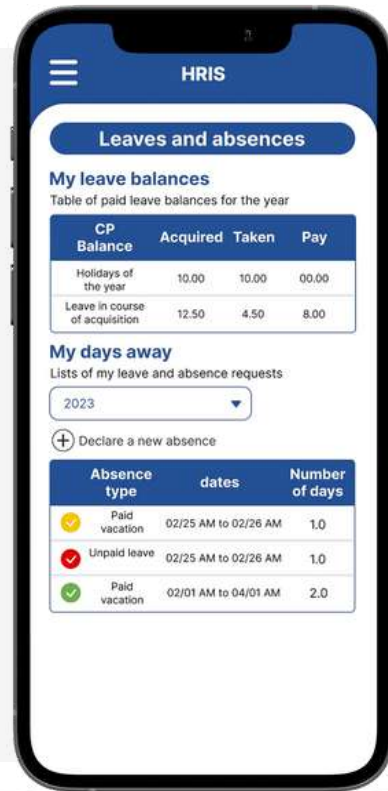 HRIS
Leaves and absences
My leave balances
Table of paid leave balances for the year
CP Balance Acquired Taken Pay
Holidays of the year 10.00 10.00 00.00
Leave in course of acquisition 12.50 4.50 8.00
My days away
Lists of my leave and absence requests
2023
Declare a new absence
Absence type dates Number of days
Paid vacation 02/25 AM to 02/26 AM 1.0
Unpaid leave 02/25 AM to 02/26 AM 1.0
Paid vacation 02/01 AM to 04/01 AM 2.0